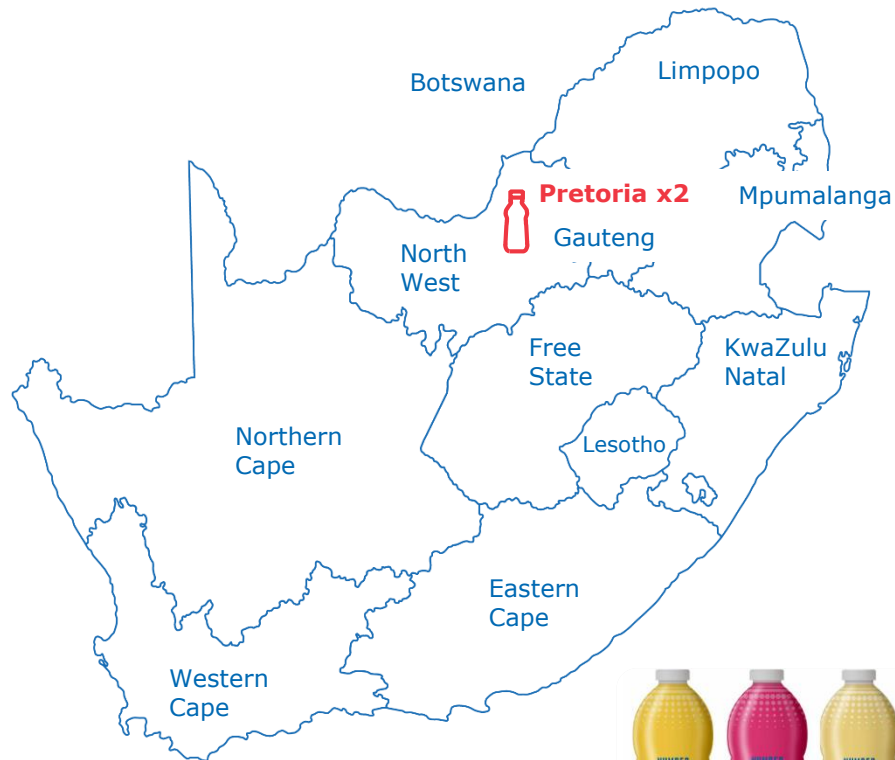 Botswana
Limpopo
Pretoria x2
Mpumalanga
Gauteng
North
West
Free
State
KwaZulu
Natal
Northern
Cape
Lesotho
Eastern
Cape
Western
Cape